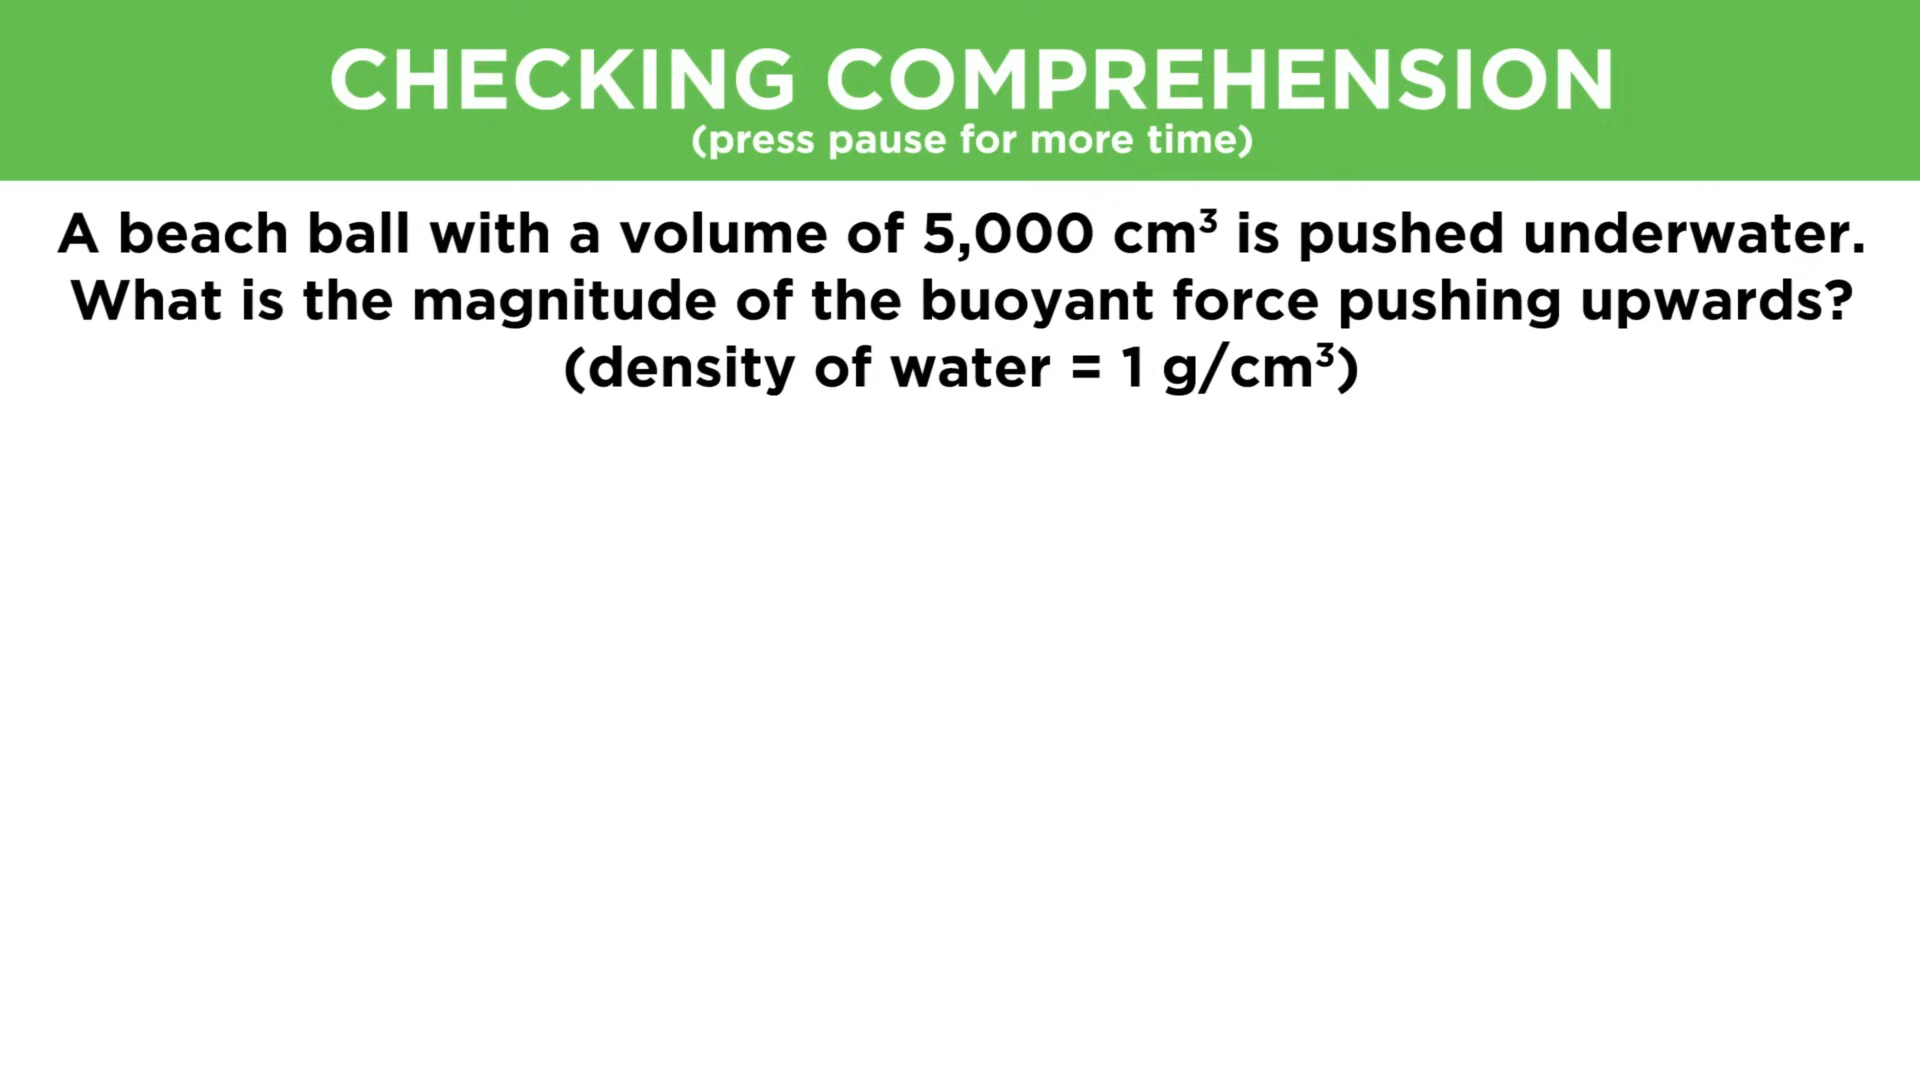 CHECKING COMPREHENSION
(press pause for more time)
A beach ball with a volume of 5,000 cm³ is pushed underwater.
What is the magnitude of the buoyant force pushing upwards?
(density of water = 1 g/cm³)